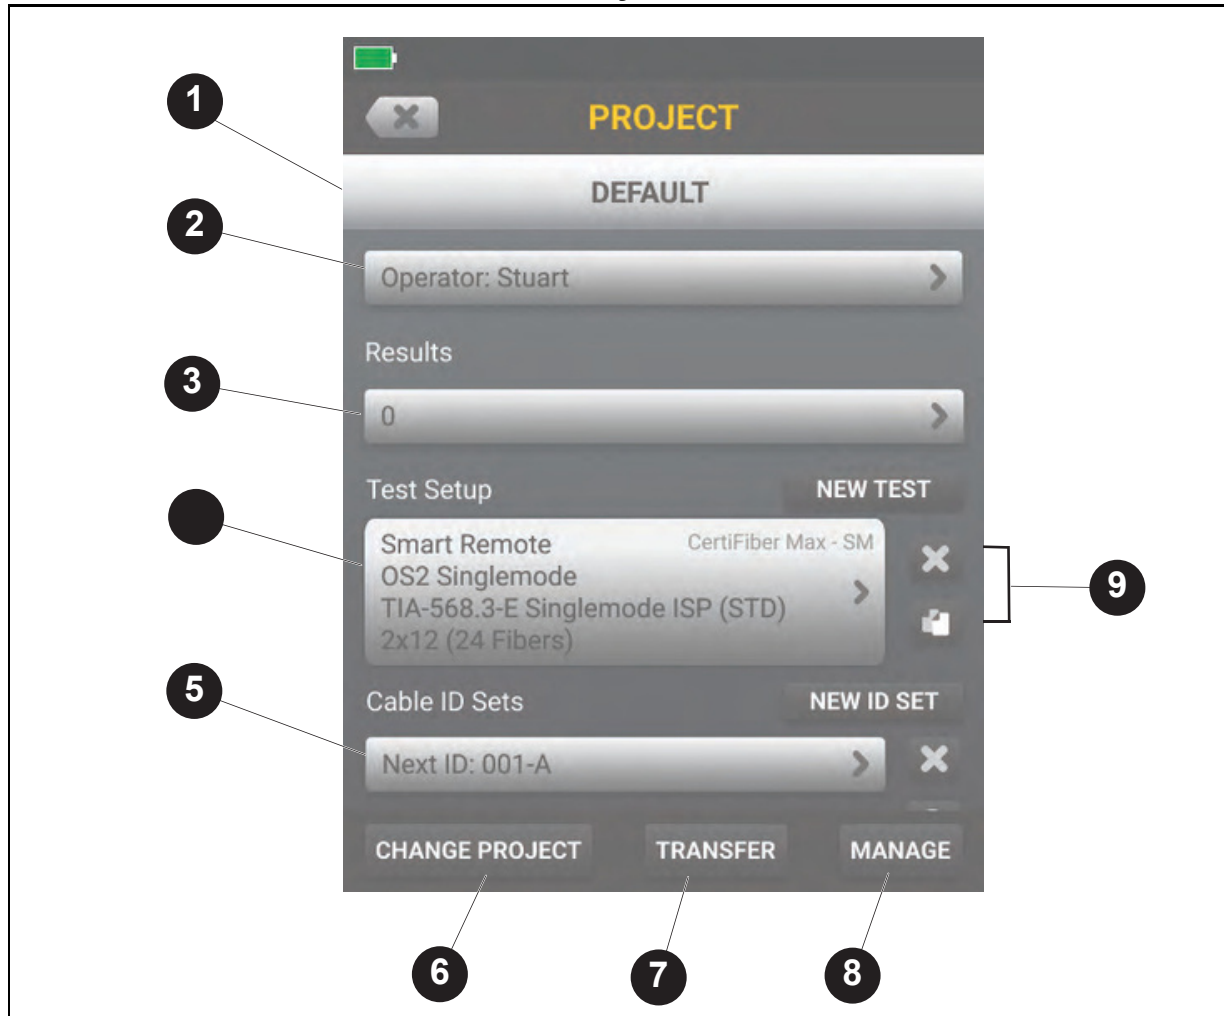 PROJECT
DEFAULT
Operator: Stuart
Results
0
Test Setup
NEW TEST
Smart Remote
CertiFiber Max - SM
OS2 Singlemode
TIA-568.3-E Singlemode ISP (STD)
2x12 (24 Fibers)
Cable ID Sets
NEW ID SET
Next ID: 001-A
CHANGE PROJECT
TRANSFER
MANAGE
1
2
3
5
6
7
8
9